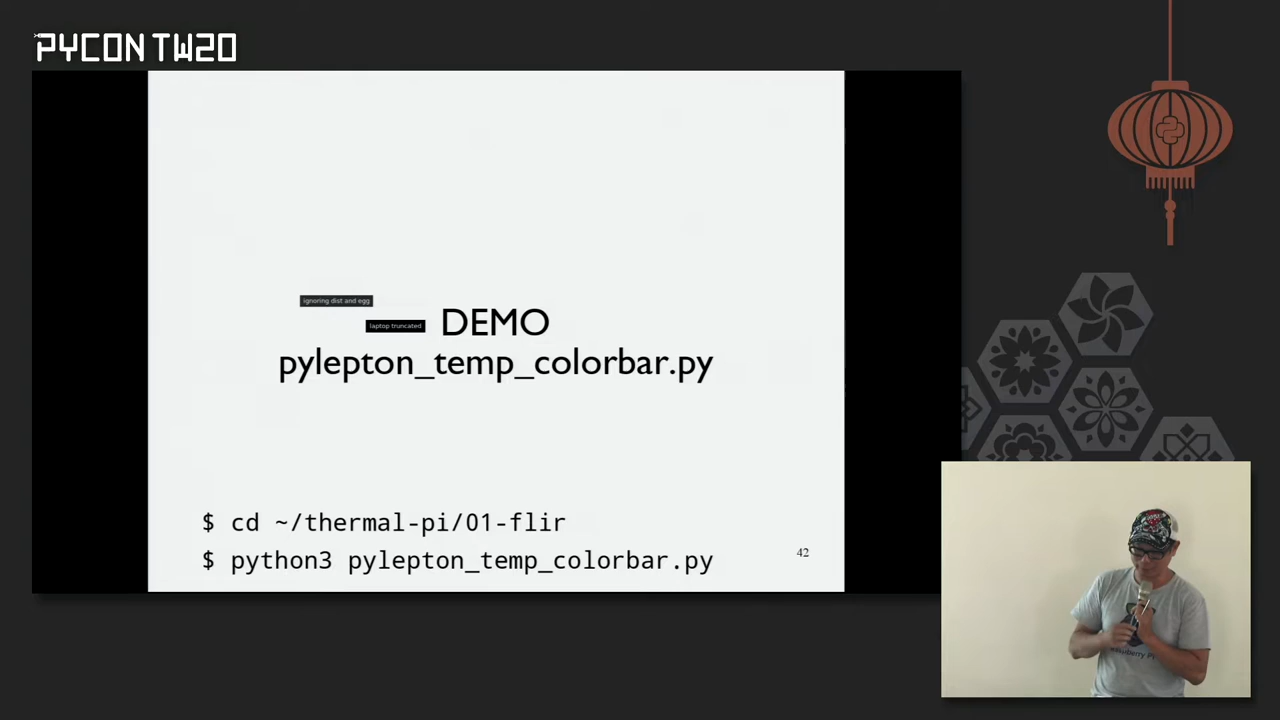 PYCON TW20
ignoring dist and egg
laptop truncated
DEMO
pylepton_temp_colorbar.py
$ cd ~/thermal-pi/01-flir
$ python3 pylepton_temp_colorbar.py
42